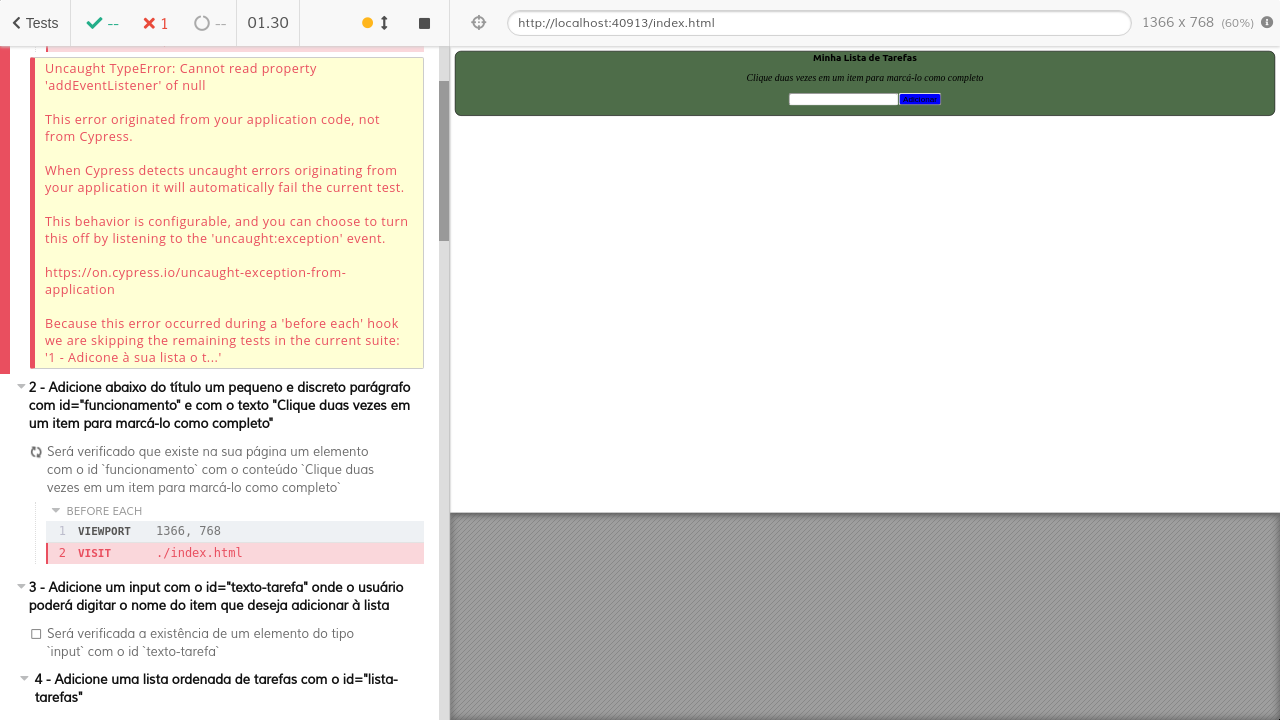 Tests
--
1
--
01.30
http://localhost:40913/index.html
1366 x 768 (60%)
Uncaught TypeError: Cannot read property
'addEventListener' of null
This error originated from your application code, not
from Cypress.
When Cypress detects uncaught errors originating from
your application it will automatically fail the current test.
This behavior is configurable, and you can choose to turn
this off by listening to the 'uncaught:exception' event.
https://on.cypress.io/uncaught-exception-from-
application
Because this error occurred during a 'before each' hook
we are skipping the remaining tests in the current suite:
'1 - Adicone à sua lista o t...'
2 - Adicione abaixo do título um pequeno e discreto parágrafo
com id="funcionamento" e com o texto "Clique duas vezes em
um item para marcá-lo como completo"
Será verificado que existe na sua página um elemento
com o id `funcionamento` com o conteúdo `Clique duas
vezes em um item para marcá-lo como completo`
BEFORE EACH
1 VIEWPORT 1366, 768
2 VISIT ./index.html
3 - Adicione um input com o id="texto-tarefa" onde o usuário
poderá digitar o nome do item que deseja adicionar à lista
Será verificada a existência de um elemento do tipo
`input` com o id `texto-tarefa`
4 - Adicione uma lista ordenada de tarefas com o id="lista-
tarefas"
Minha Lista de Tarefas
Clique duas vezes em um item para marcá-lo como completo